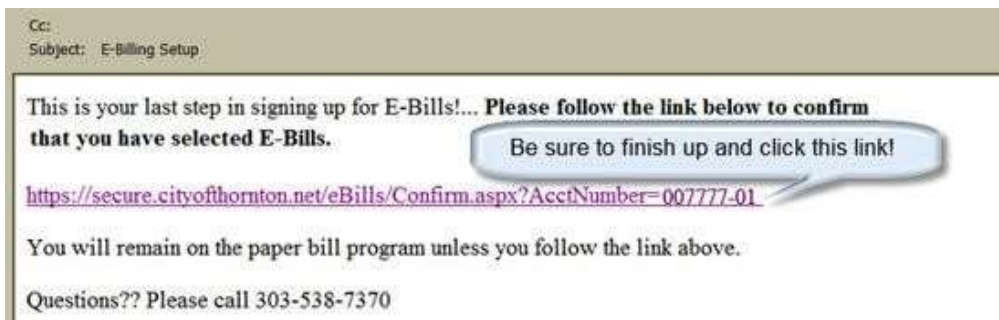 Cc:
Subject: E-Billing Setup
This is your last step in signing up for E-Bills!... Please follow the link below to confirm
that you have selected E-Bills.
Be sure to finish up and click this link!
https://secure.cityofthornton.net/eBills/Confirm.aspx?AcctNumber=007777-01
You will remain on the paper bill program unless you follow the link above.
Questions?? Please call 303-538-7370